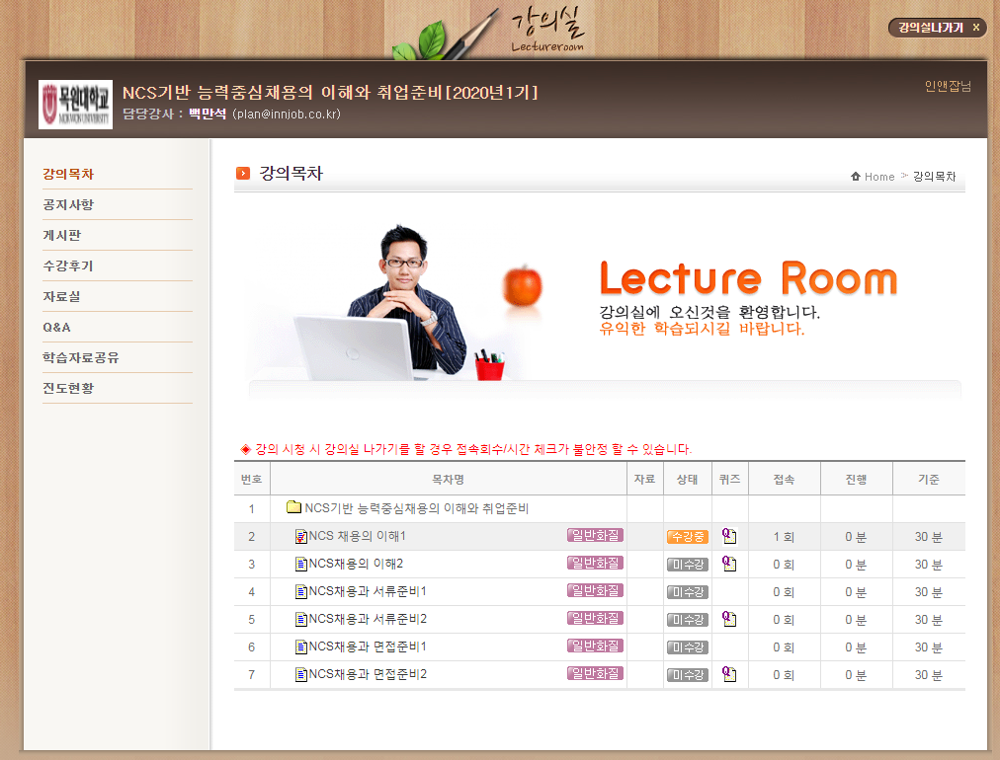 강의실
Lectureroom
강의실나가기 x
목원대학교
MOKWON UNIVERSITY
NCS기반 능력중심채용의 이해와 취업준비[2020년1기]
담당강사 : 백만석 (plan@innjob.co.kr)
인앤잡님
강의목차
공지사항
게시판
수강후기
자료실
Q&A
학습자료공유
진도현황
강의목차
Home > 강의목차
Lecture Room
강의실에 오신것을 환영합니다.
유익한 학습되시길 바랍니다.
◈ 강의 시청 시 강의실 나가기를 할 경우 접속회수/시간 체크가 불안정 할 수 있습니다.
번호 목차명 자료 상태 퀴즈 접속 진행 기준
1 NCS기반 능력중심채용의 이해와 취업준비
2 NCS 채용의 이해1 일반화질 수강중 Q 1 회 0 분 30 분
3 NCS채용의 이해2 일반화질 미수강 Q 0 회 0 분 30 분
4 NCS채용과 서류준비1 일반화질 미수강 0 회 0 분 30 분
5 NCS채용과 서류준비2 일반화질 미수강 Q 0 회 0 분 30 분
6 NCS채용과 면접준비1 일반화질 미수강 0 회 0 분 30 분
7 NCS채용과 면접준비2 일반화질 미수강 Q 0 회 0 분 30 분